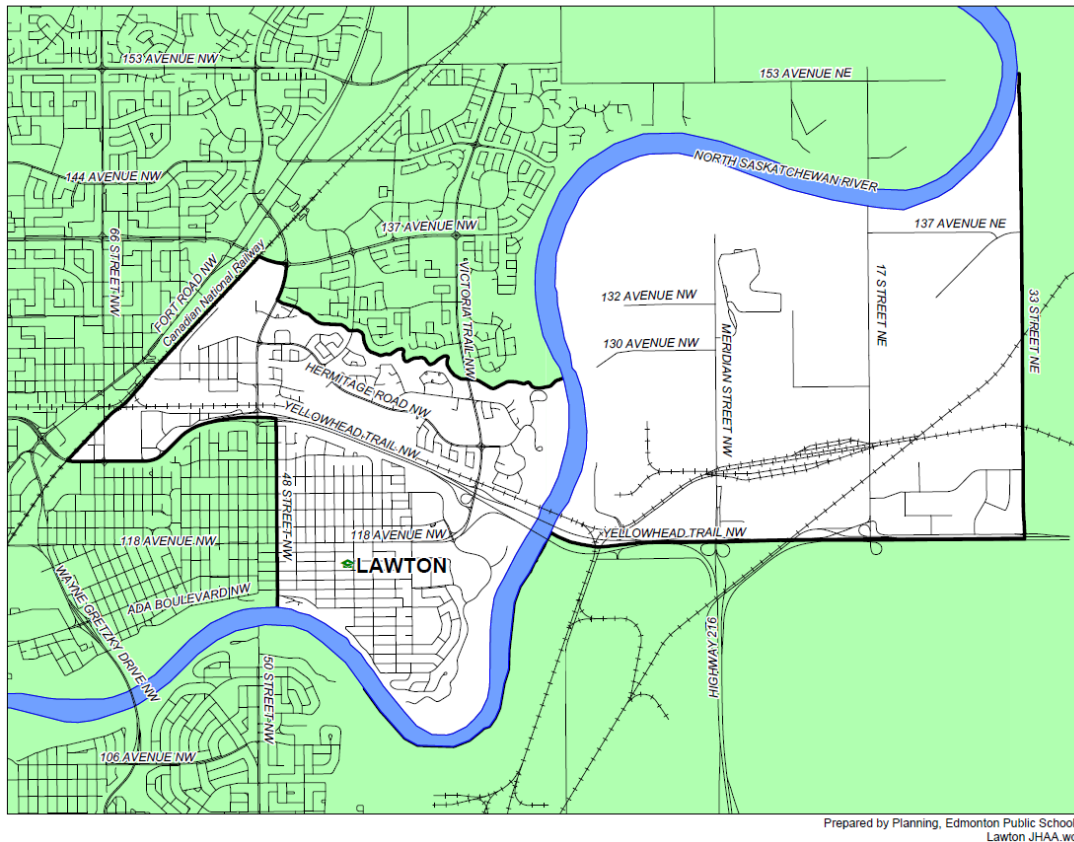 153 AVENUE NW
153 AVENUE NE
144 AVENUE NW
NORTH SASKATCHEWAN RIVER
66 STREET NW
137 AVENUE NW
137 AVENUE NE
FORT ROAD NW
Canadian National Railway
VICTORIA TRAIL NW
17 STREET NE
33 STREET NE
132 AVENUE NW
MERIDIAN STREET NW
130 AVENUE NW
HERMITAGE ROAD NW
YELLOWHEAD TRAIL NW
48 STREET NW
118 AVENUE NW
118 AVENUE NW
YELLOWHEAD TRAIL NW
LAWTON
WAYNE GRETZKY DRIVE NW
ADA BOULEVARD NW
50 STREET NW
HIGHWAY 216
106 AVENUE NW
Prepared by Planning, Edmonton Public School
Lawton JHAA.wo